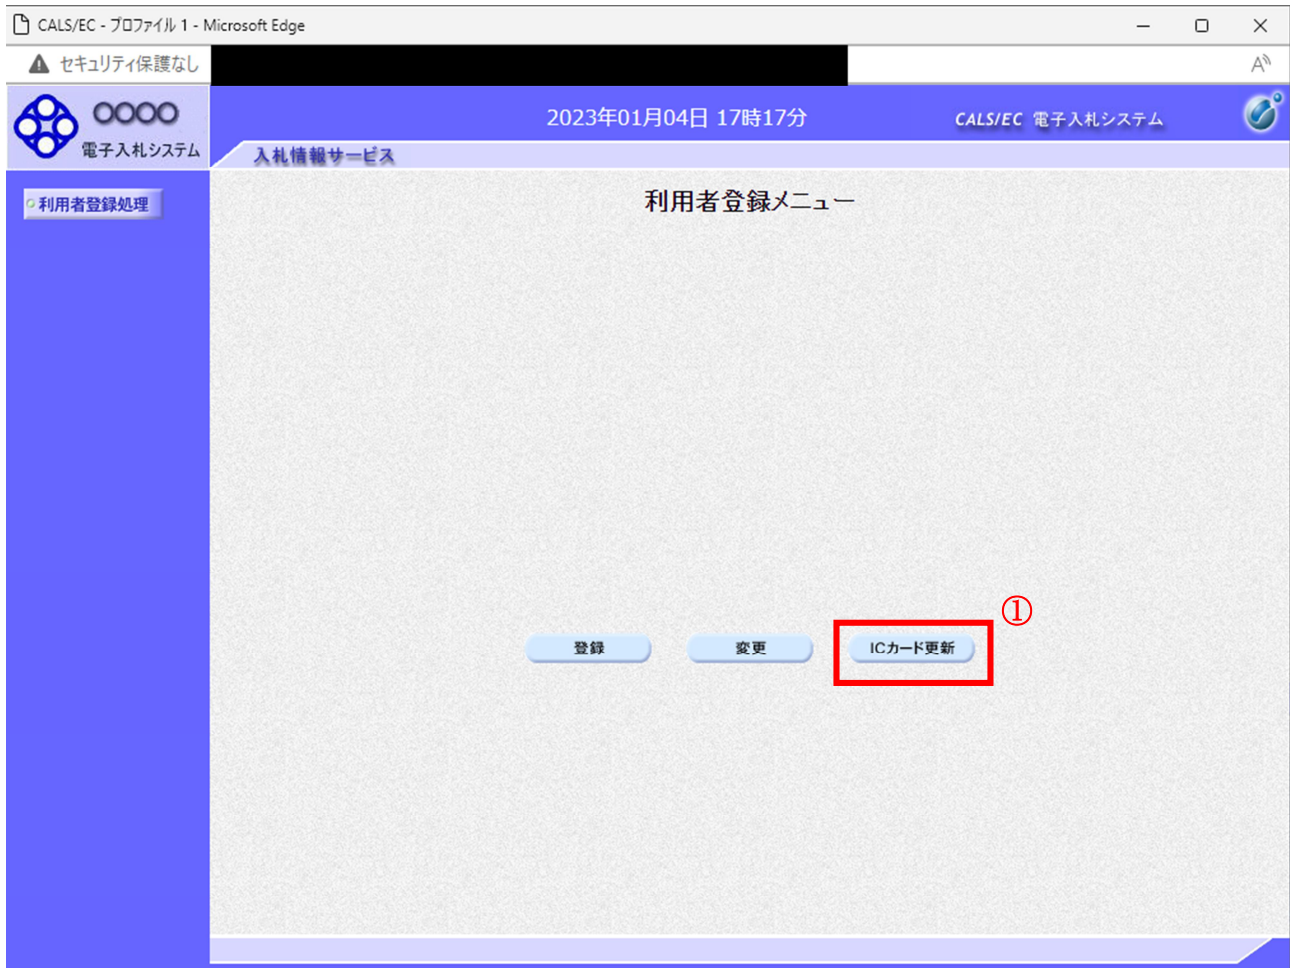 CALS/EC - プロファイル 1 - Microsoft Edge
セキュリティ保護なし
A
〇〇〇〇
電子入札システム
2023年01月04日 17時17分
CALS/EC 電子入札システム
入札情報サービス
利用者登録処理
利用者登録メニュー
①
登録 変更 ICカード更新